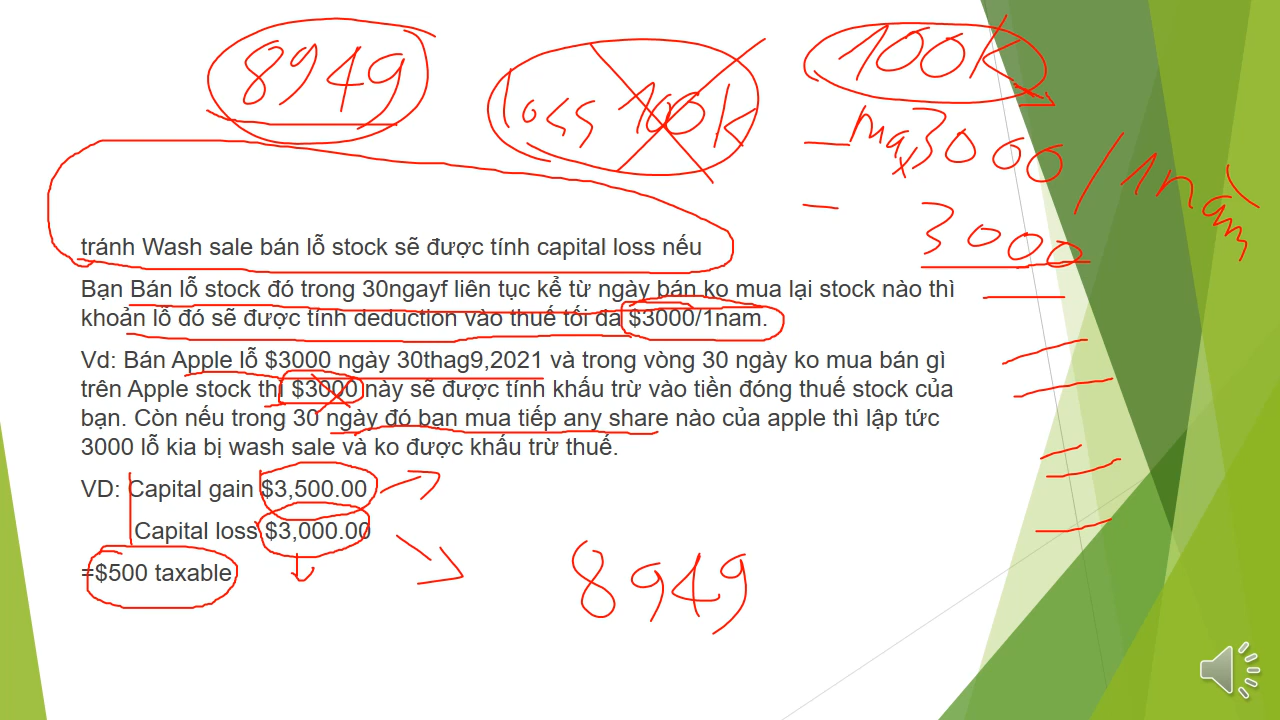 8949
loss 100k
100k
max 3000/1năm
3000
tránh Wash sale bán lỗ stock sẽ được tính capital loss nếu
Bạn Bán lỗ stock đó trong 30ngayf liên tục kể từ ngày bán ko mua lại stock nào thì
khoản lỗ đó sẽ được tính deduction vào thuế tối đa $3000/1nam.
Vd: Bán Apple lỗ $3000 ngày 30thag9,2021 và trong vòng 30 ngày ko mua bán gì
trên Apple stock thì $3000 này sẽ được tính khấu trừ vào tiền đóng thuế stock của
bạn. Còn nếu trong 30 ngày đó bạn mua tiếp any share nào của apple thì lập tức
3000 lỗ kia bị wash sale và ko được khấu trừ thuế.
VD: Capital gain $3,500.00
Capital loss $3,000.00
=$500 taxable
8949